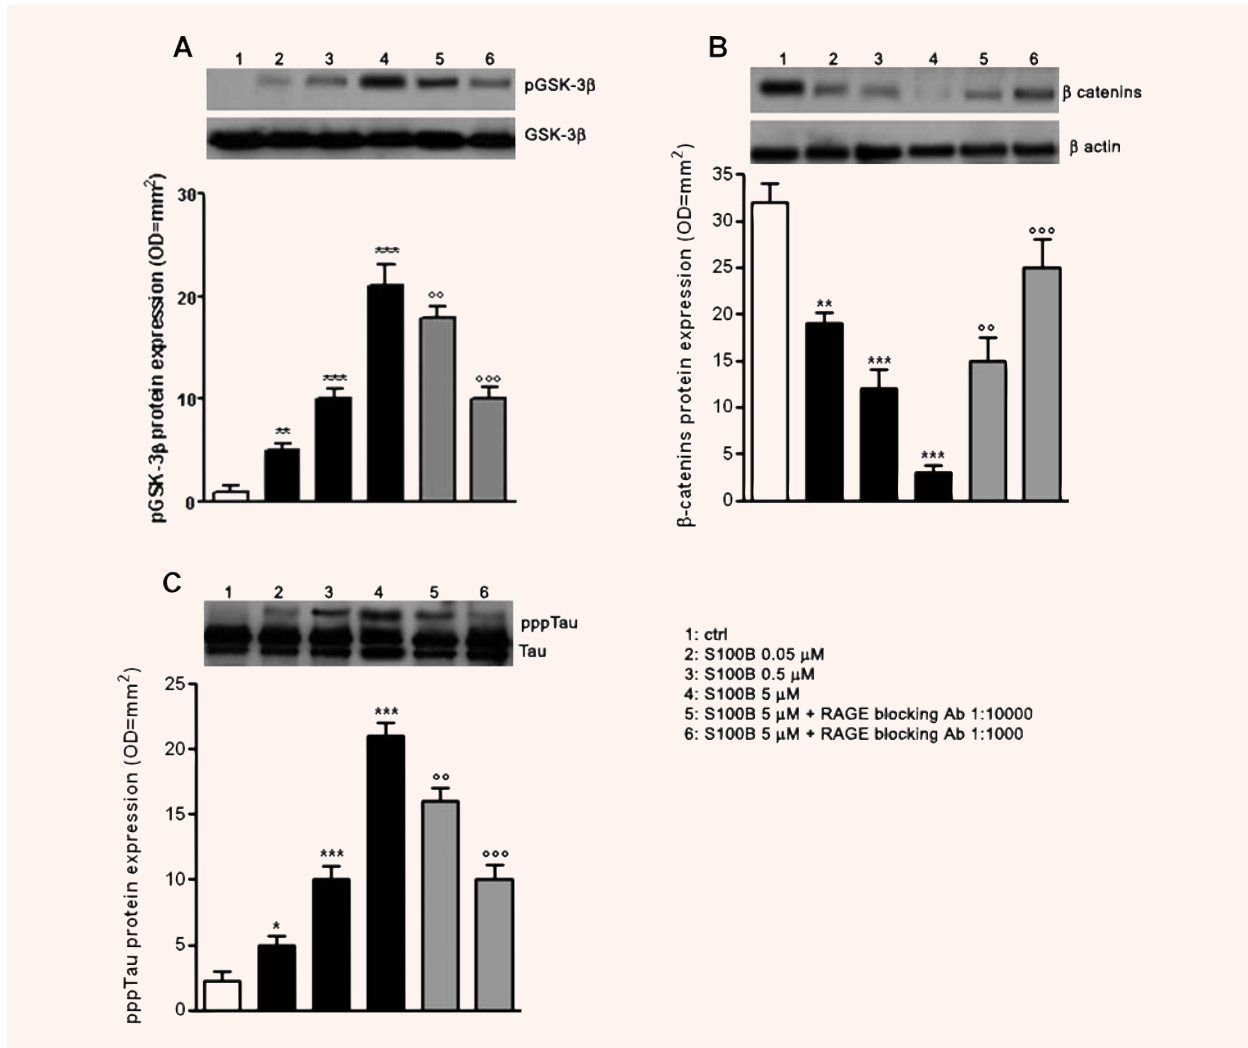 A
1 2 3 4 5 6
pGSK-3β
GSK-3β
pGSK-3β protein expression (OD=mm2)
30
20
10
0
**
***
***
°°
°°°
B
1 2 3 4 5 6
β catenins
β actin
β-catenins protein expression (OD=mm2)
35
30
25
20
15
10
5
0
**
***
***
°°
°°°
C
1 2 3 4 5 6
pppTau
Tau
pppTau protein expression (OD=mm2)
25
20
15
10
5
0
*
***
***
°°
°°°
1: ctrl
2: S100B 0.05 μM
3: S100B 0.5 μM
4: S100B 5 μM
5: S100B 5 μM + RAGE blocking Ab 1:10000
6: S100B 5 μM + RAGE blocking Ab 1:1000